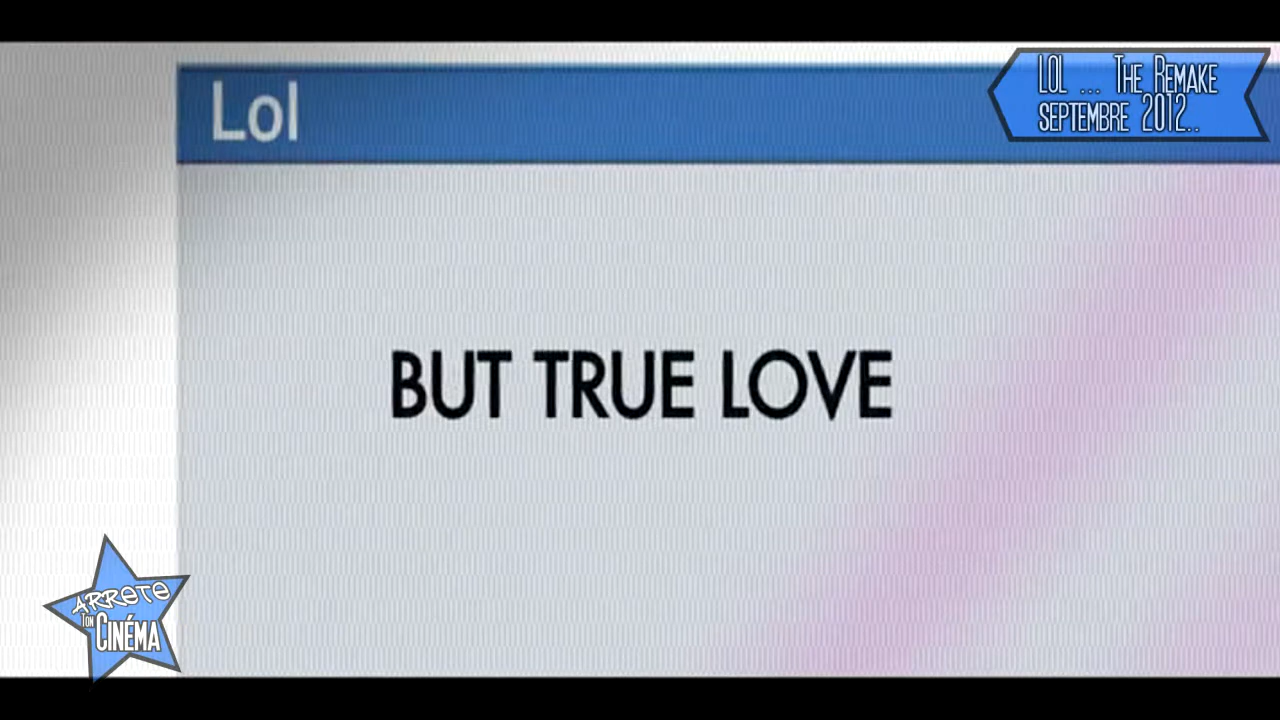 Lol
LOL ... The Remake
septembre 2012..
BUT TRUE LOVE
ARRETE
TON
CINÉMA